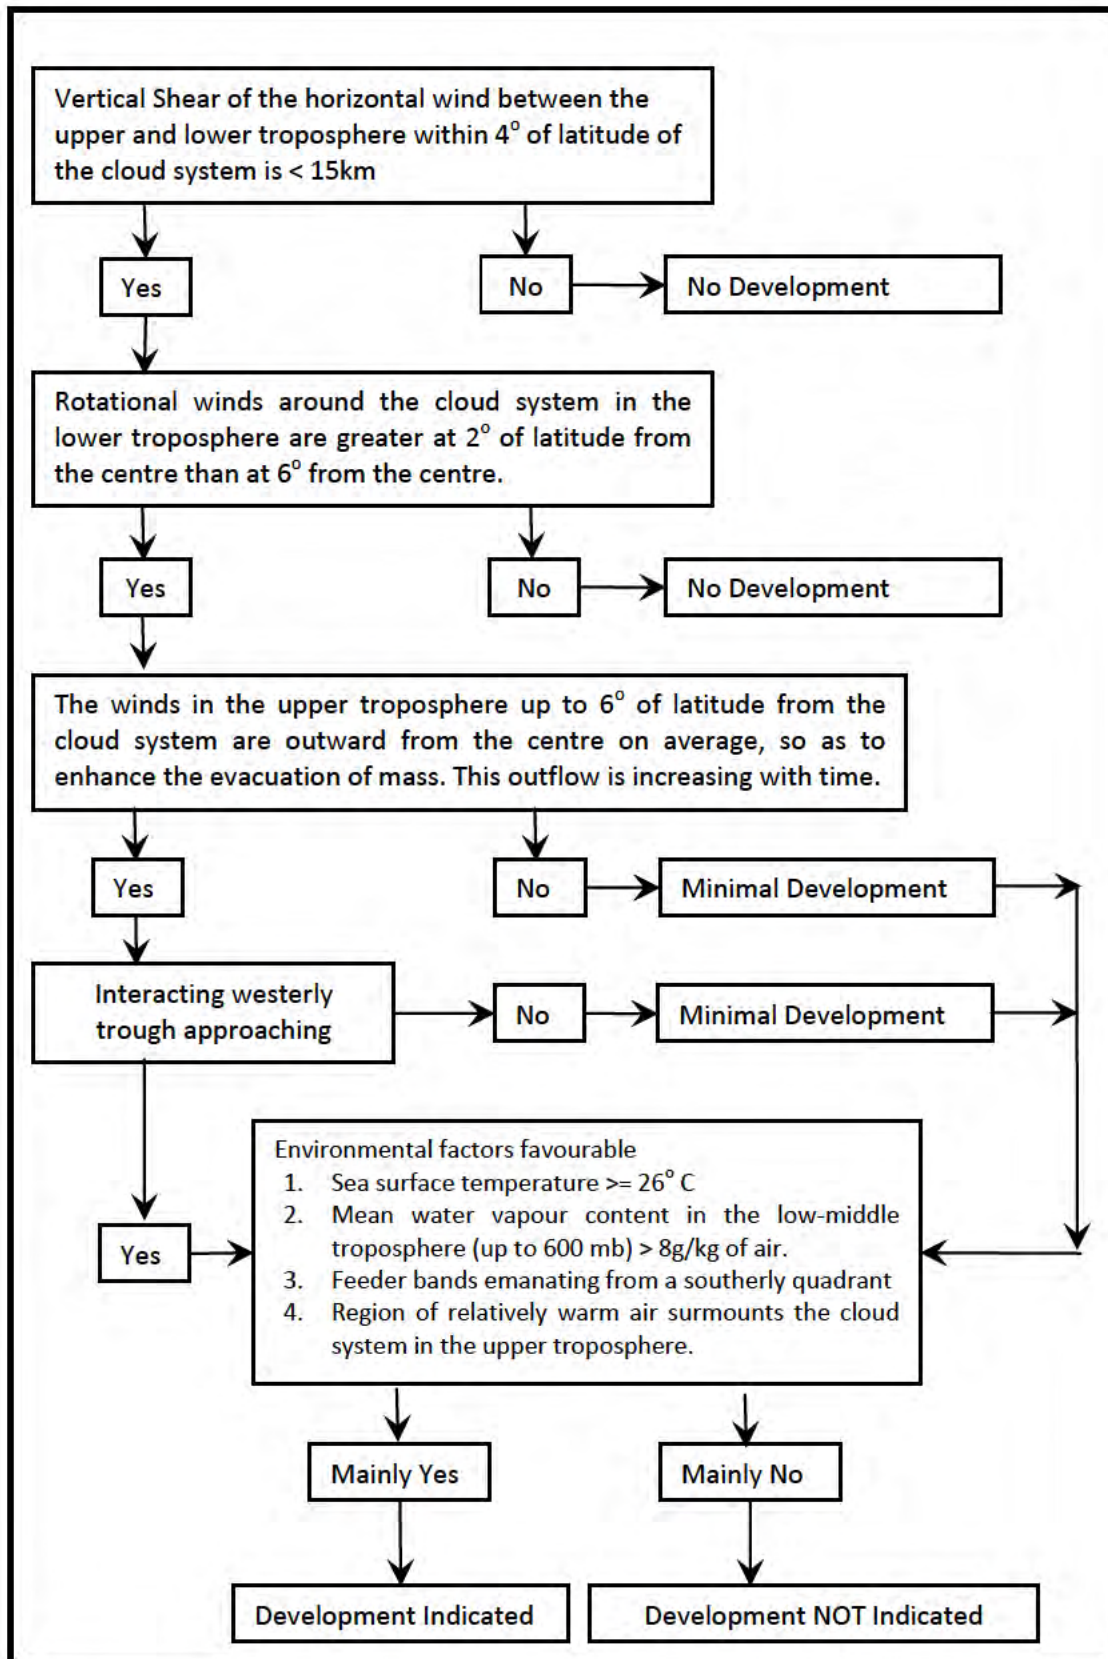 Vertical Shear of the horizontal wind between the
upper and lower troposphere within 4° of latitude of
the cloud system is < 15km
Yes
No
No Development
Rotational winds around the cloud system in the
lower troposphere are greater at 2° of latitude from
the centre than at 6° from the centre.
Yes
No
No Development
The winds in the upper troposphere up to 6° of latitude from the
cloud system are outward from the centre on average, so as to
enhance the evacuation of mass. This outflow is increasing with time.
Yes
No
Minimal Development
Interacting westerly
trough approaching
No
Minimal Development
Yes
Environmental factors favourable
1. Sea surface temperature >= 26° C
2. Mean water vapour content in the low-middle
troposphere (up to 600 mb) > 8g/kg of air.
3. Feeder bands emanating from a southerly quadrant
4. Region of relatively warm air surmounts the cloud
system in the upper troposphere.
Mainly Yes
Mainly No
Development Indicated
Development NOT Indicated